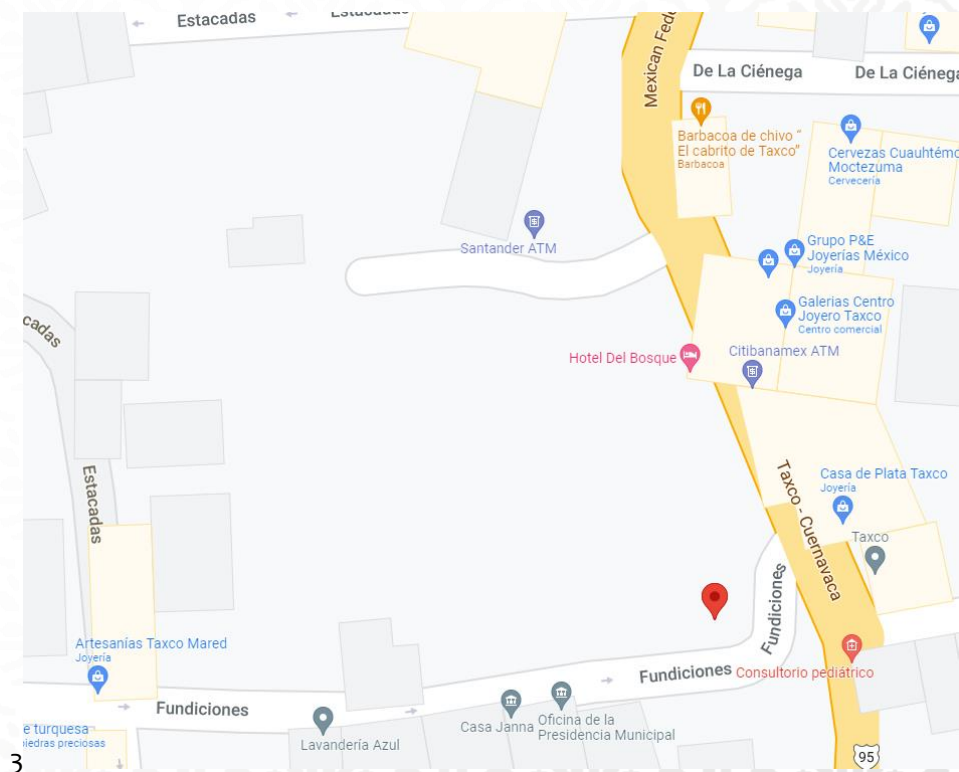 Estacadas
Mexican Fede
De La Ciénega
De La Ciénega
Barbacoa de chivo "
El cabrito de Taxco"
Barbacoa
Cervezas Cuauhtémo
Moctezuma
Cervecería
Santander ATM
Grupo P&E
Joyerías México
Joyería
Galerias Centro
Joyero Taxco
Centro comercial
cadas
Hotel Del Bosque
Citibanamex ATM
Estacadas
Taxco - Cuernavaca
Casa de Plata Taxco
Joyería
Taxco
Fundiciones
Artesanías Taxco Mared
Joyería
Fundiciones
Consultorio pediátrico
Fundiciones
Casa Janna
Oficina de la
Presidencia Municipal
Lavandería Azul
e turquesa
piedras preciosas
95
3